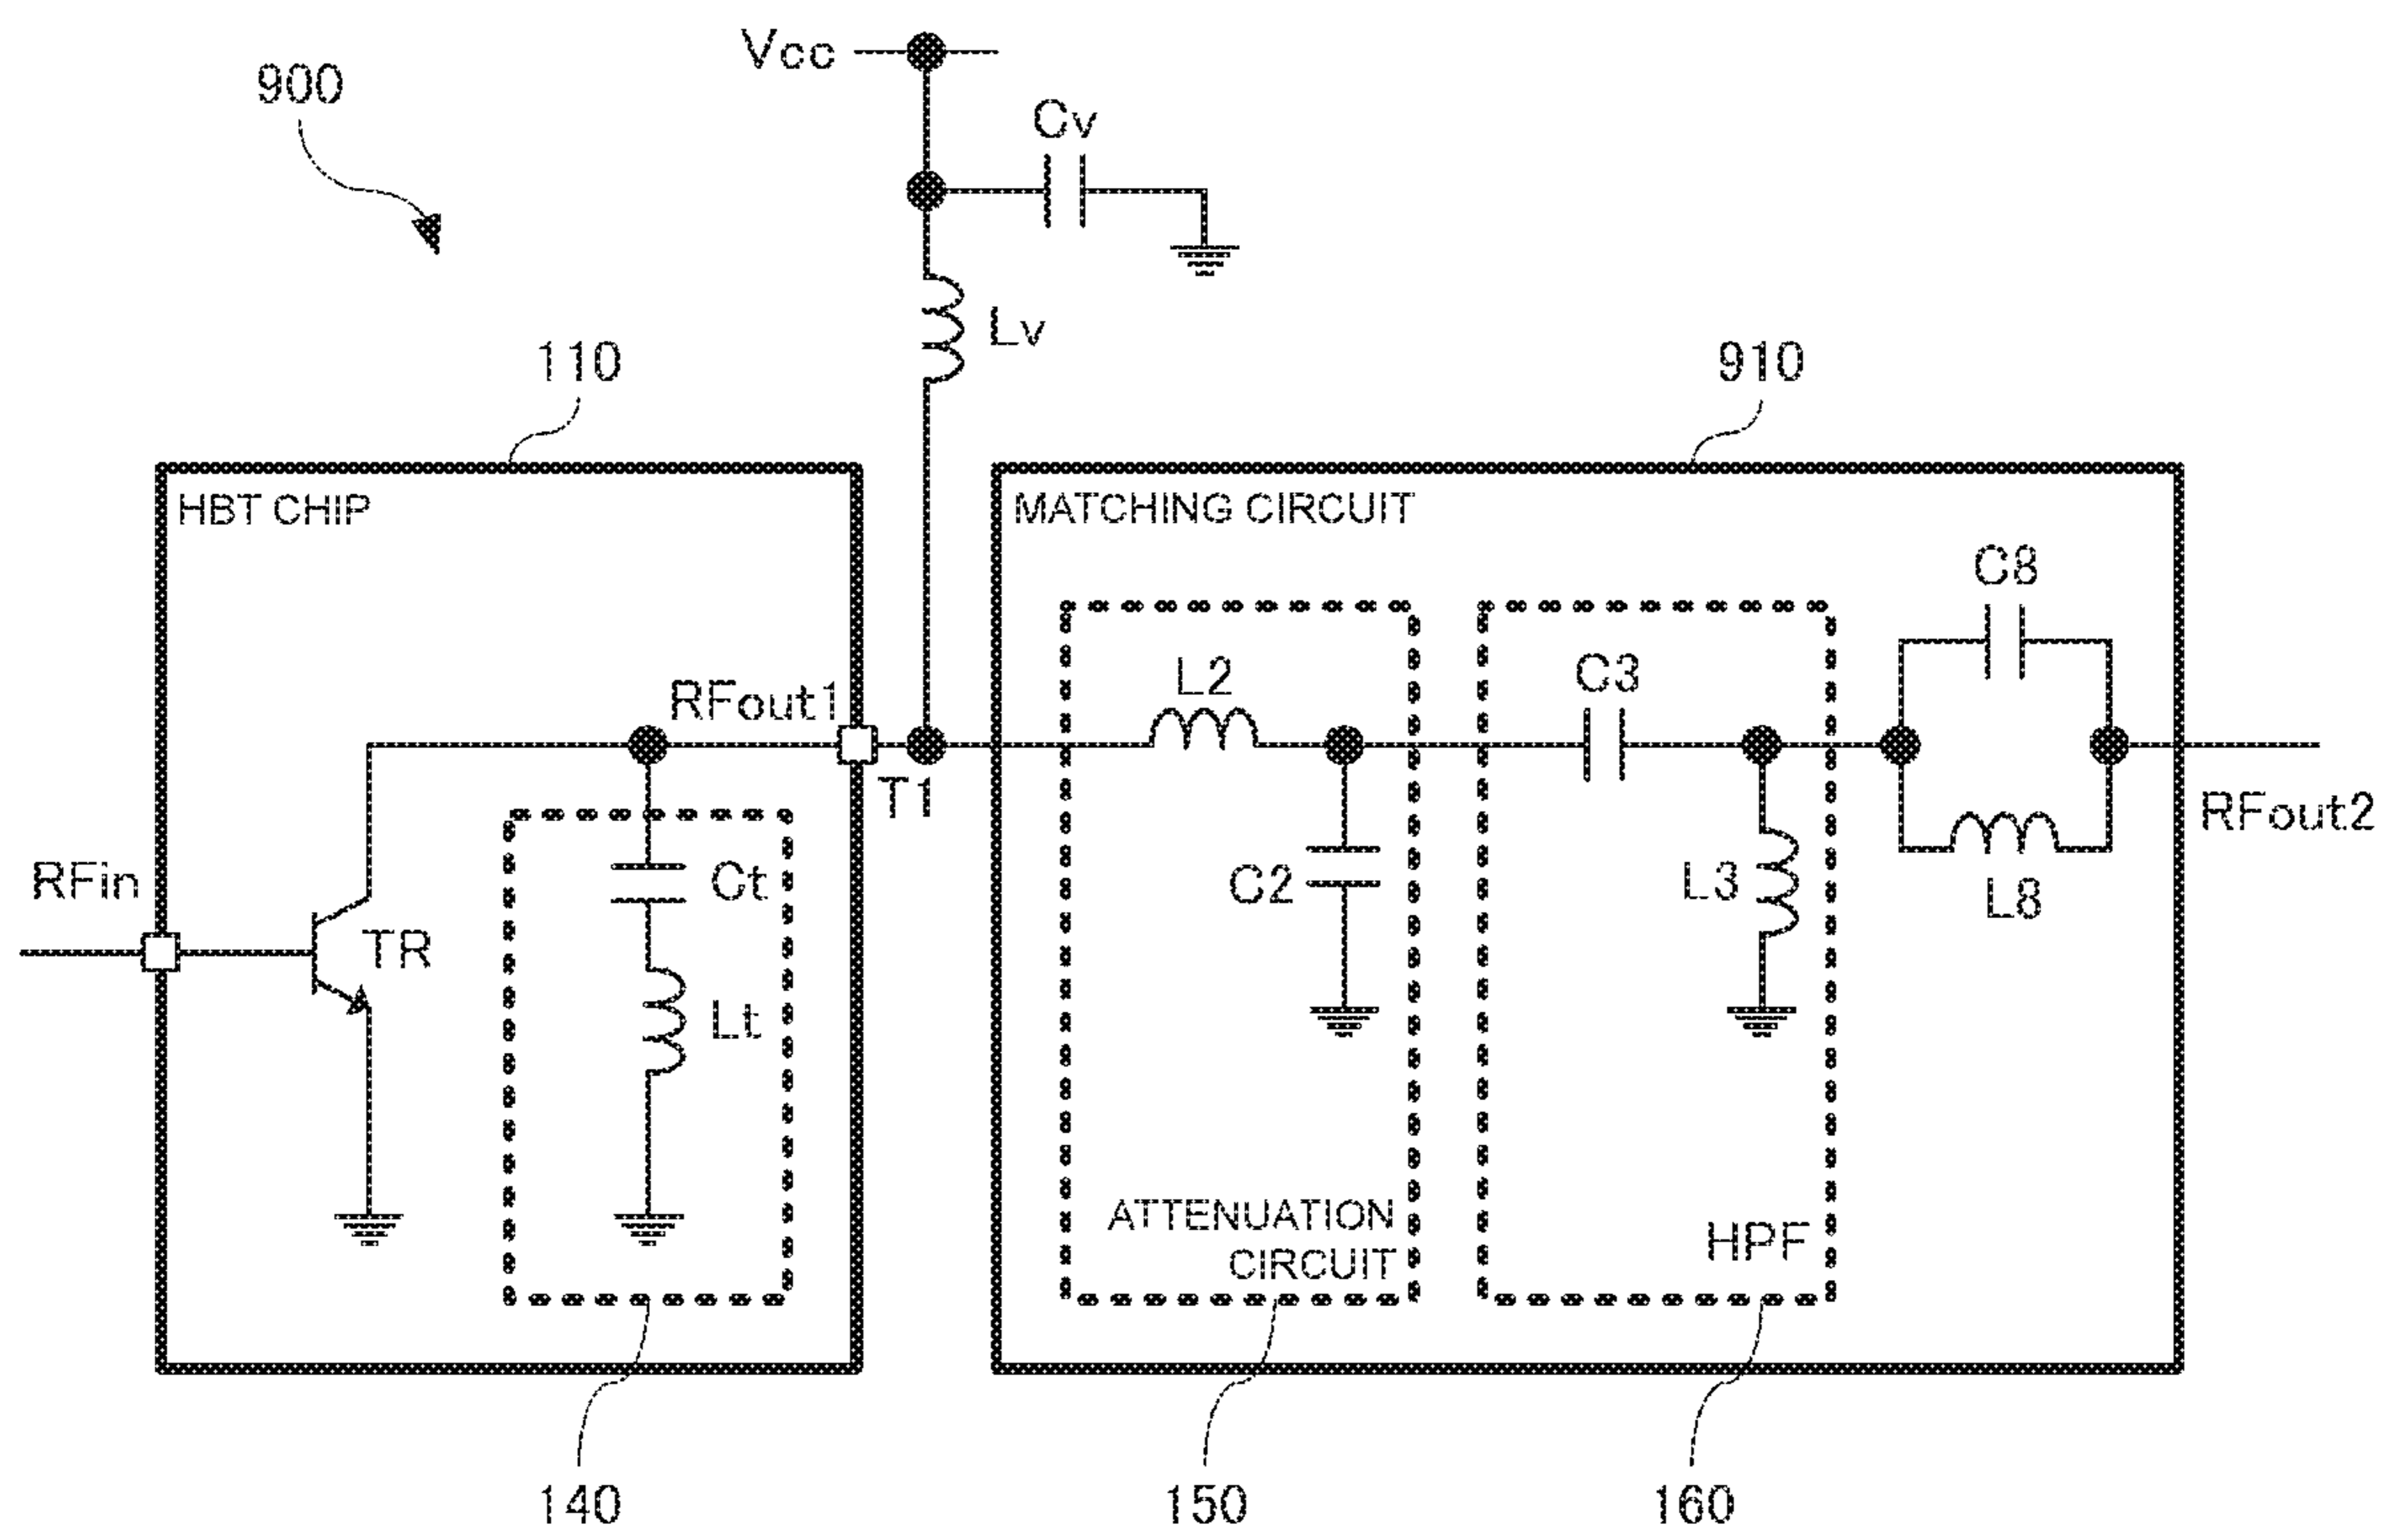 Vcc
900
Cv
Lv
110
910
HBT CHIP
MATCHING CIRCUIT
C8
L2
C3
RFout1
T1
RFout2
RFin
TR
Ct
C2
L3
L8
Lt
ATTENUATION
CIRCUIT
HPF
140
150
160